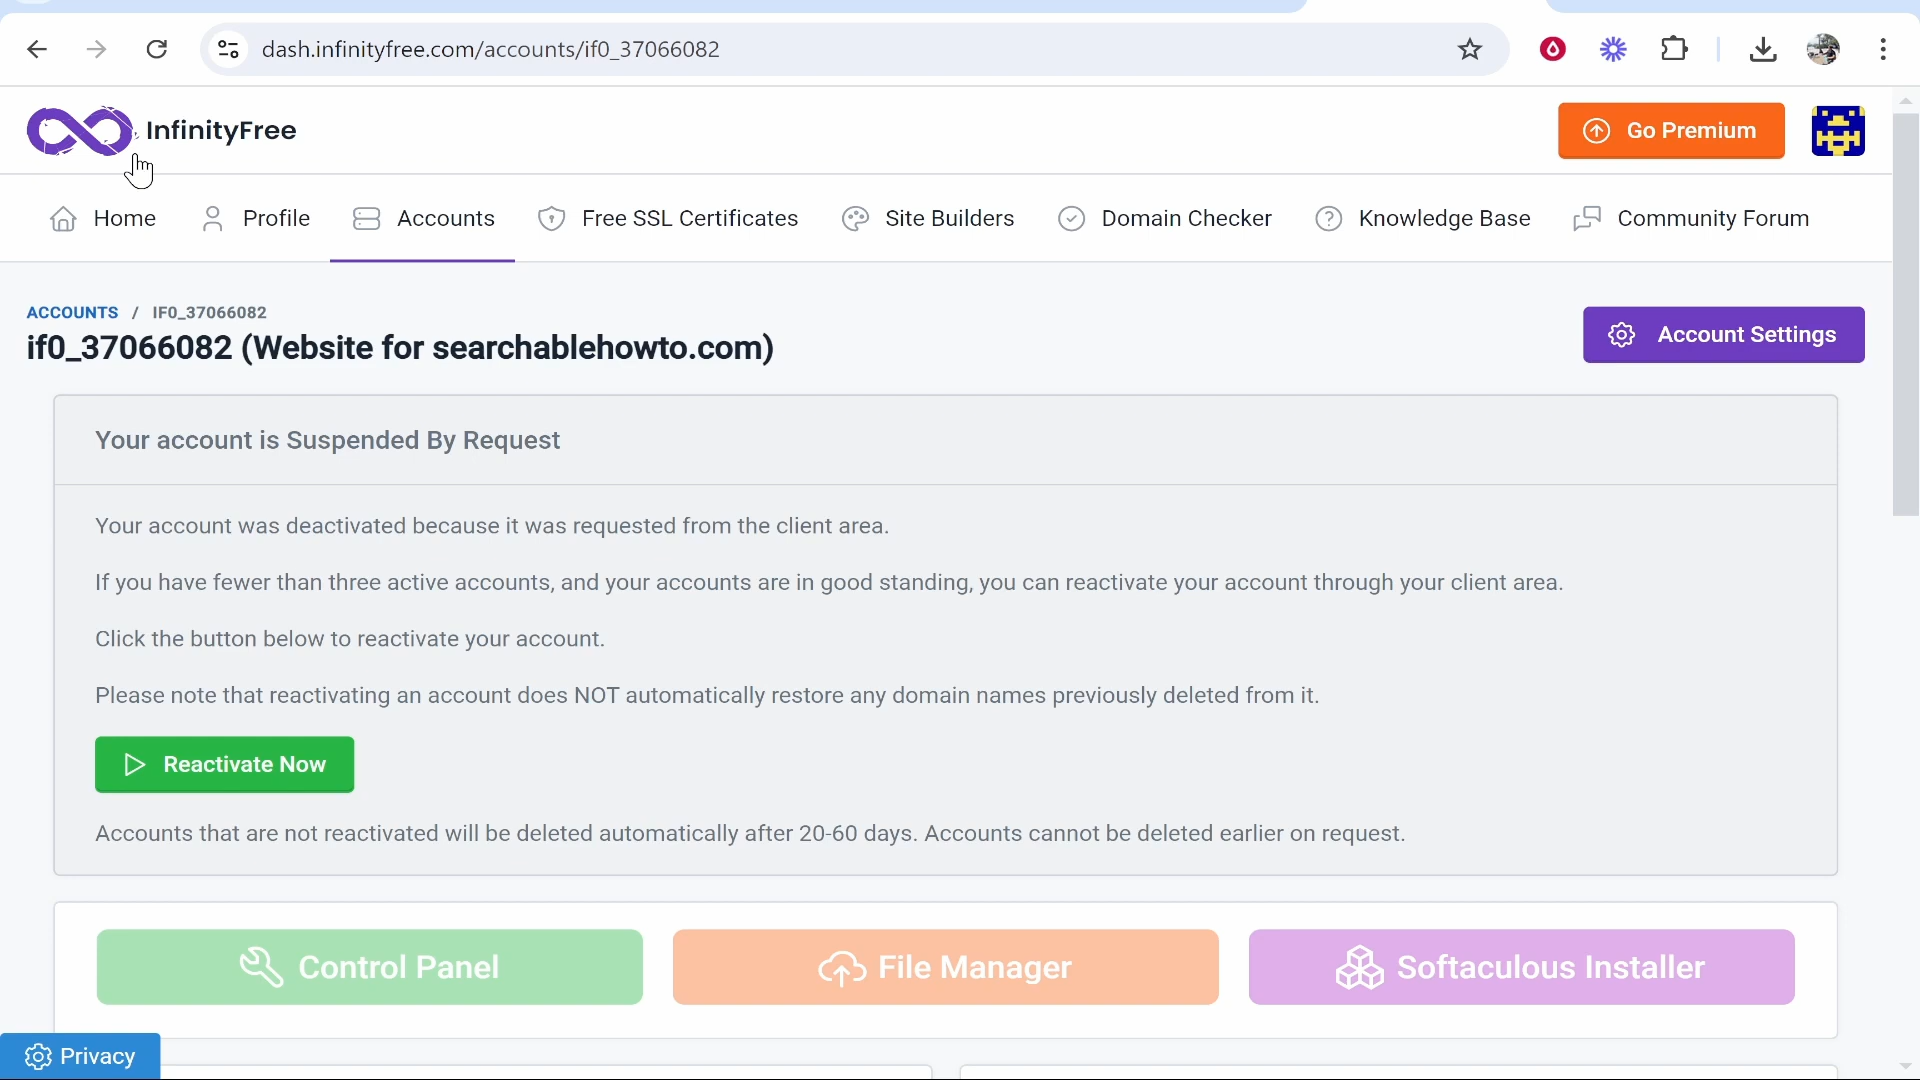 dash.infinityfree.com/accounts/if0_37066082
InfinityFree
Go Premium
Home
Profile
Accounts
Free SSL Certificates
Site Builders
Domain Checker
Knowledge Base
Community Forum
ACCOUNTS / IF0_37066082
if0_37066082 (Website for searchablehowto.com)
Account Settings
Your account is Suspended By Request
Your account was deactivated because it was requested from the client area.
If you have fewer than three active accounts, and your accounts are in good standing, you can reactivate your account through your client area.
Click the button below to reactivate your account.
Please note that reactivating an account does NOT automatically restore any domain names previously deleted from it.
Reactivate Now
Accounts that are not reactivated will be deleted automatically after 20-60 days. Accounts cannot be deleted earlier on request.
Control Panel
File Manager
Softaculous Installer
Privacy